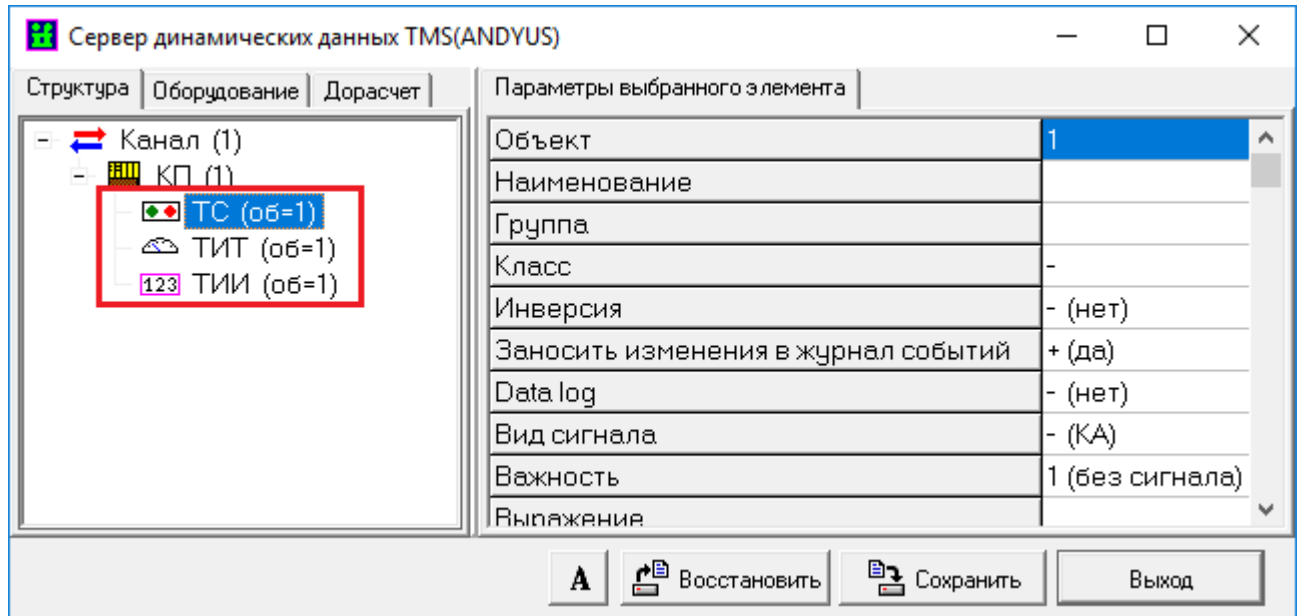 Сервер динамических данных TMS(ANDYUS)
Структура Оборудование Дорасчет
Параметры выбранного элемента
Канал (1)
КП (1)
ТС (об=1)
ТИТ (об=1)
123 ТИИ (об=1)
Объект 1
Наименование
Группа
Класс -
Инверсия - (нет)
Заносить изменения в журнал событий + (да)
Data log - (нет)
Вид сигнала - (КА)
Важность 1 (без сигнала)
Выражение
A Восстановить Сохранить Выход